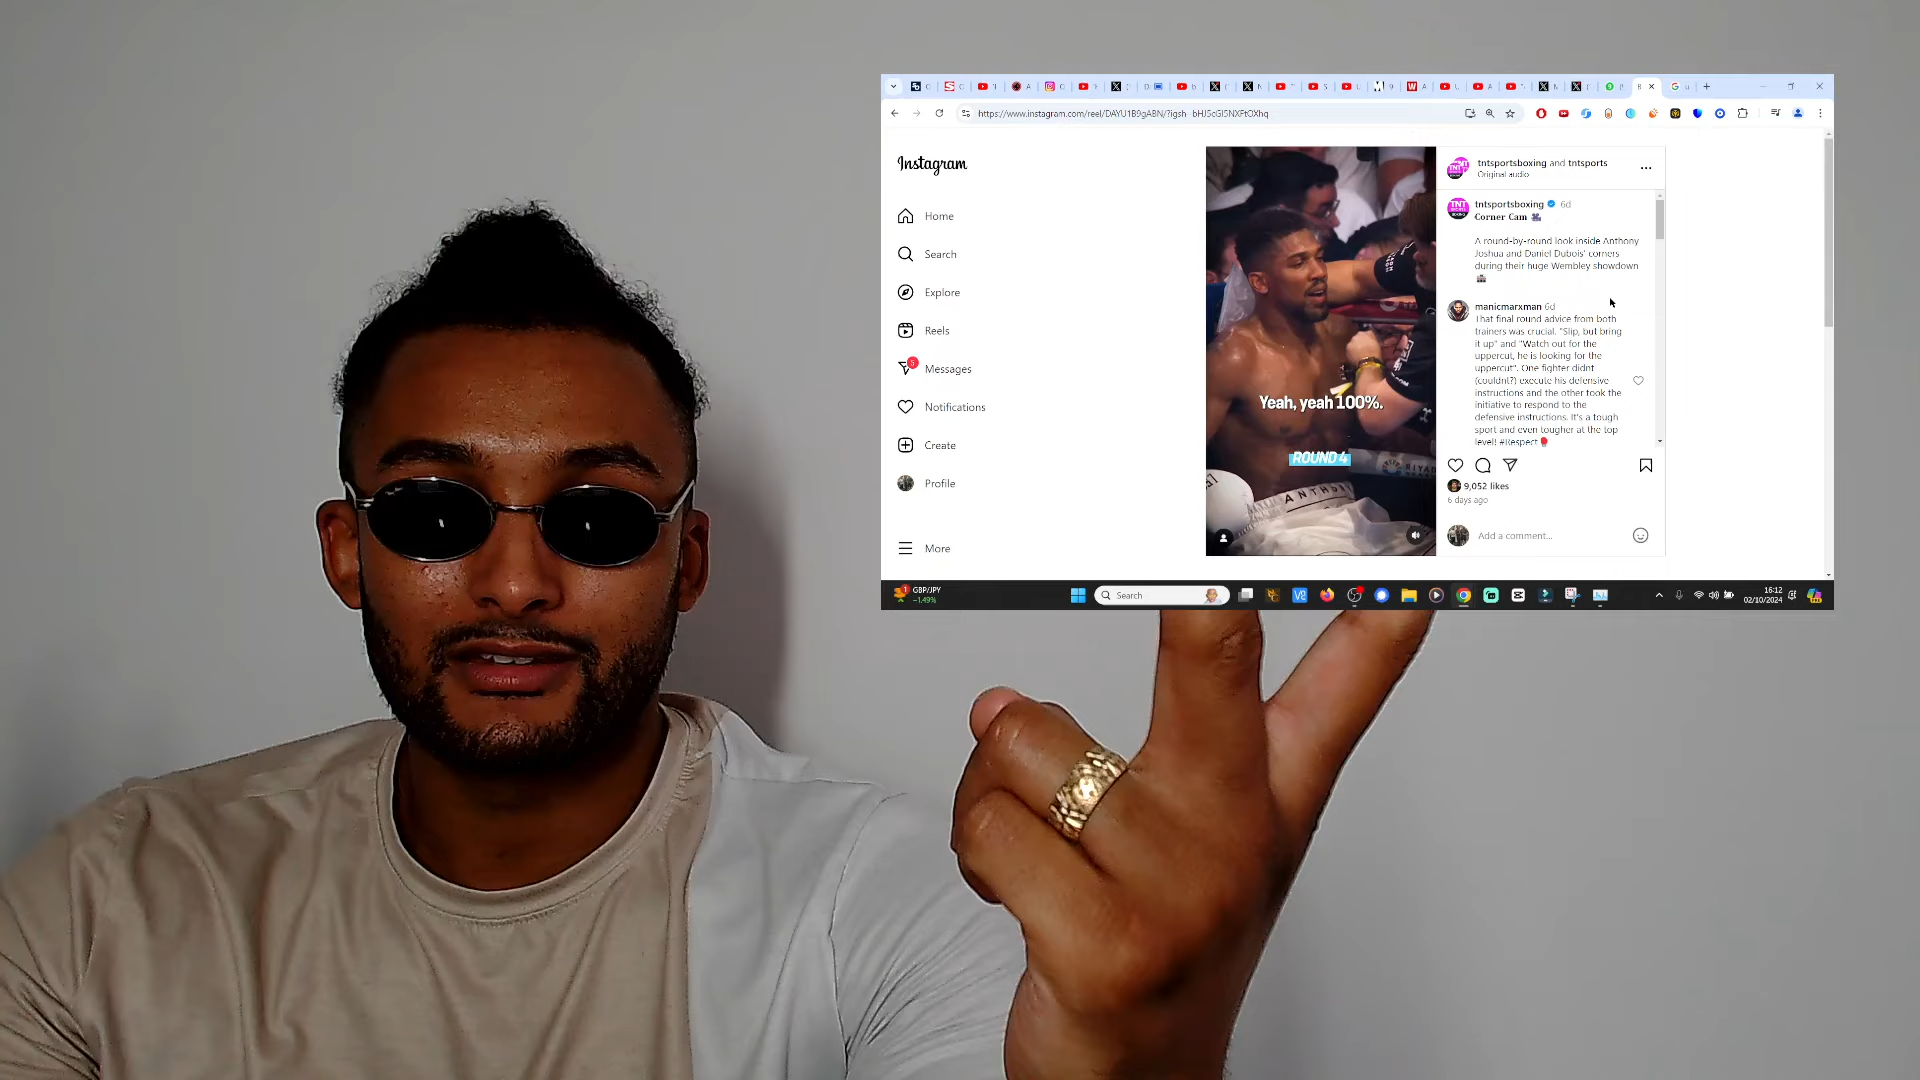 https://www.instagram.com/reel/DAYU1B9gABN/?igsh
Instagram
Home
Search
Explore
Reels
5
Messages
Notifications
Create
Profile
More
Yeah, yeah 100%.
ROUND 4
ANTHO
RIYAD
tntsportsboxing and tntsports
Original audio
tntsportsboxing 6d
Corner Cam
A round-by-round look inside Anthony
Joshua and Daniel Dubois' corners
during their huge Wembley showdown
manicmarxman 6d
That final round advice from both
trainers was crucial. "Slip, but bring
it up" and "Watch out for the
uppercut, he is looking for the
uppercut". One fighter didnt
(couldnt?) execute his defensive
instructions and the other took the
initiative to respond to the
defensive instructions. It's a tough
sport and even tougher at the top
level! #Respect
9,052 likes
6 days ago
Add a comment...
1
GBP/JPY
-1.49%
Search
16:12
02/10/2024